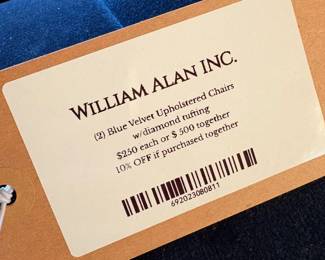 WILLIAM ALAN INC.
(2) Blue Velvet Upholstered Chairs
w/diamond tufting
$250 each or $ 500 together
10% OFF if purchased together
692023080811